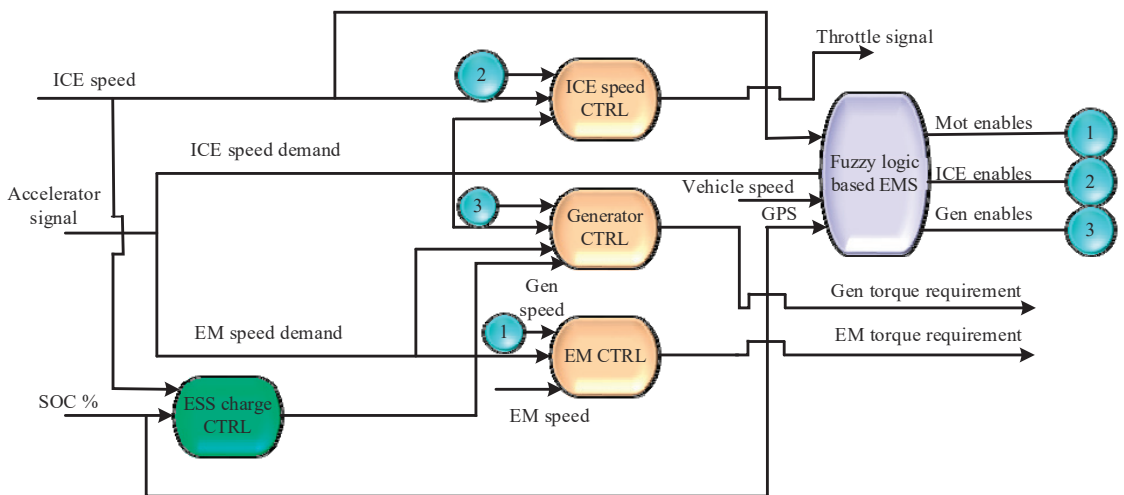 Throttle signal
ICE speed
2
ICE speed
CTRL
Mot enables
1
ICE speed demand
Fuzzy logic
based EMS
ICE enables
2
Accelerator
signal
Vehicle speed
3
Generator
CTRL
GPS
Gen enables
3
Gen
speed
Gen torque requirement
EM speed demand
1
EM CTRL
EM torque requirement
SOC %
ESS charge
CTRL
EM speed